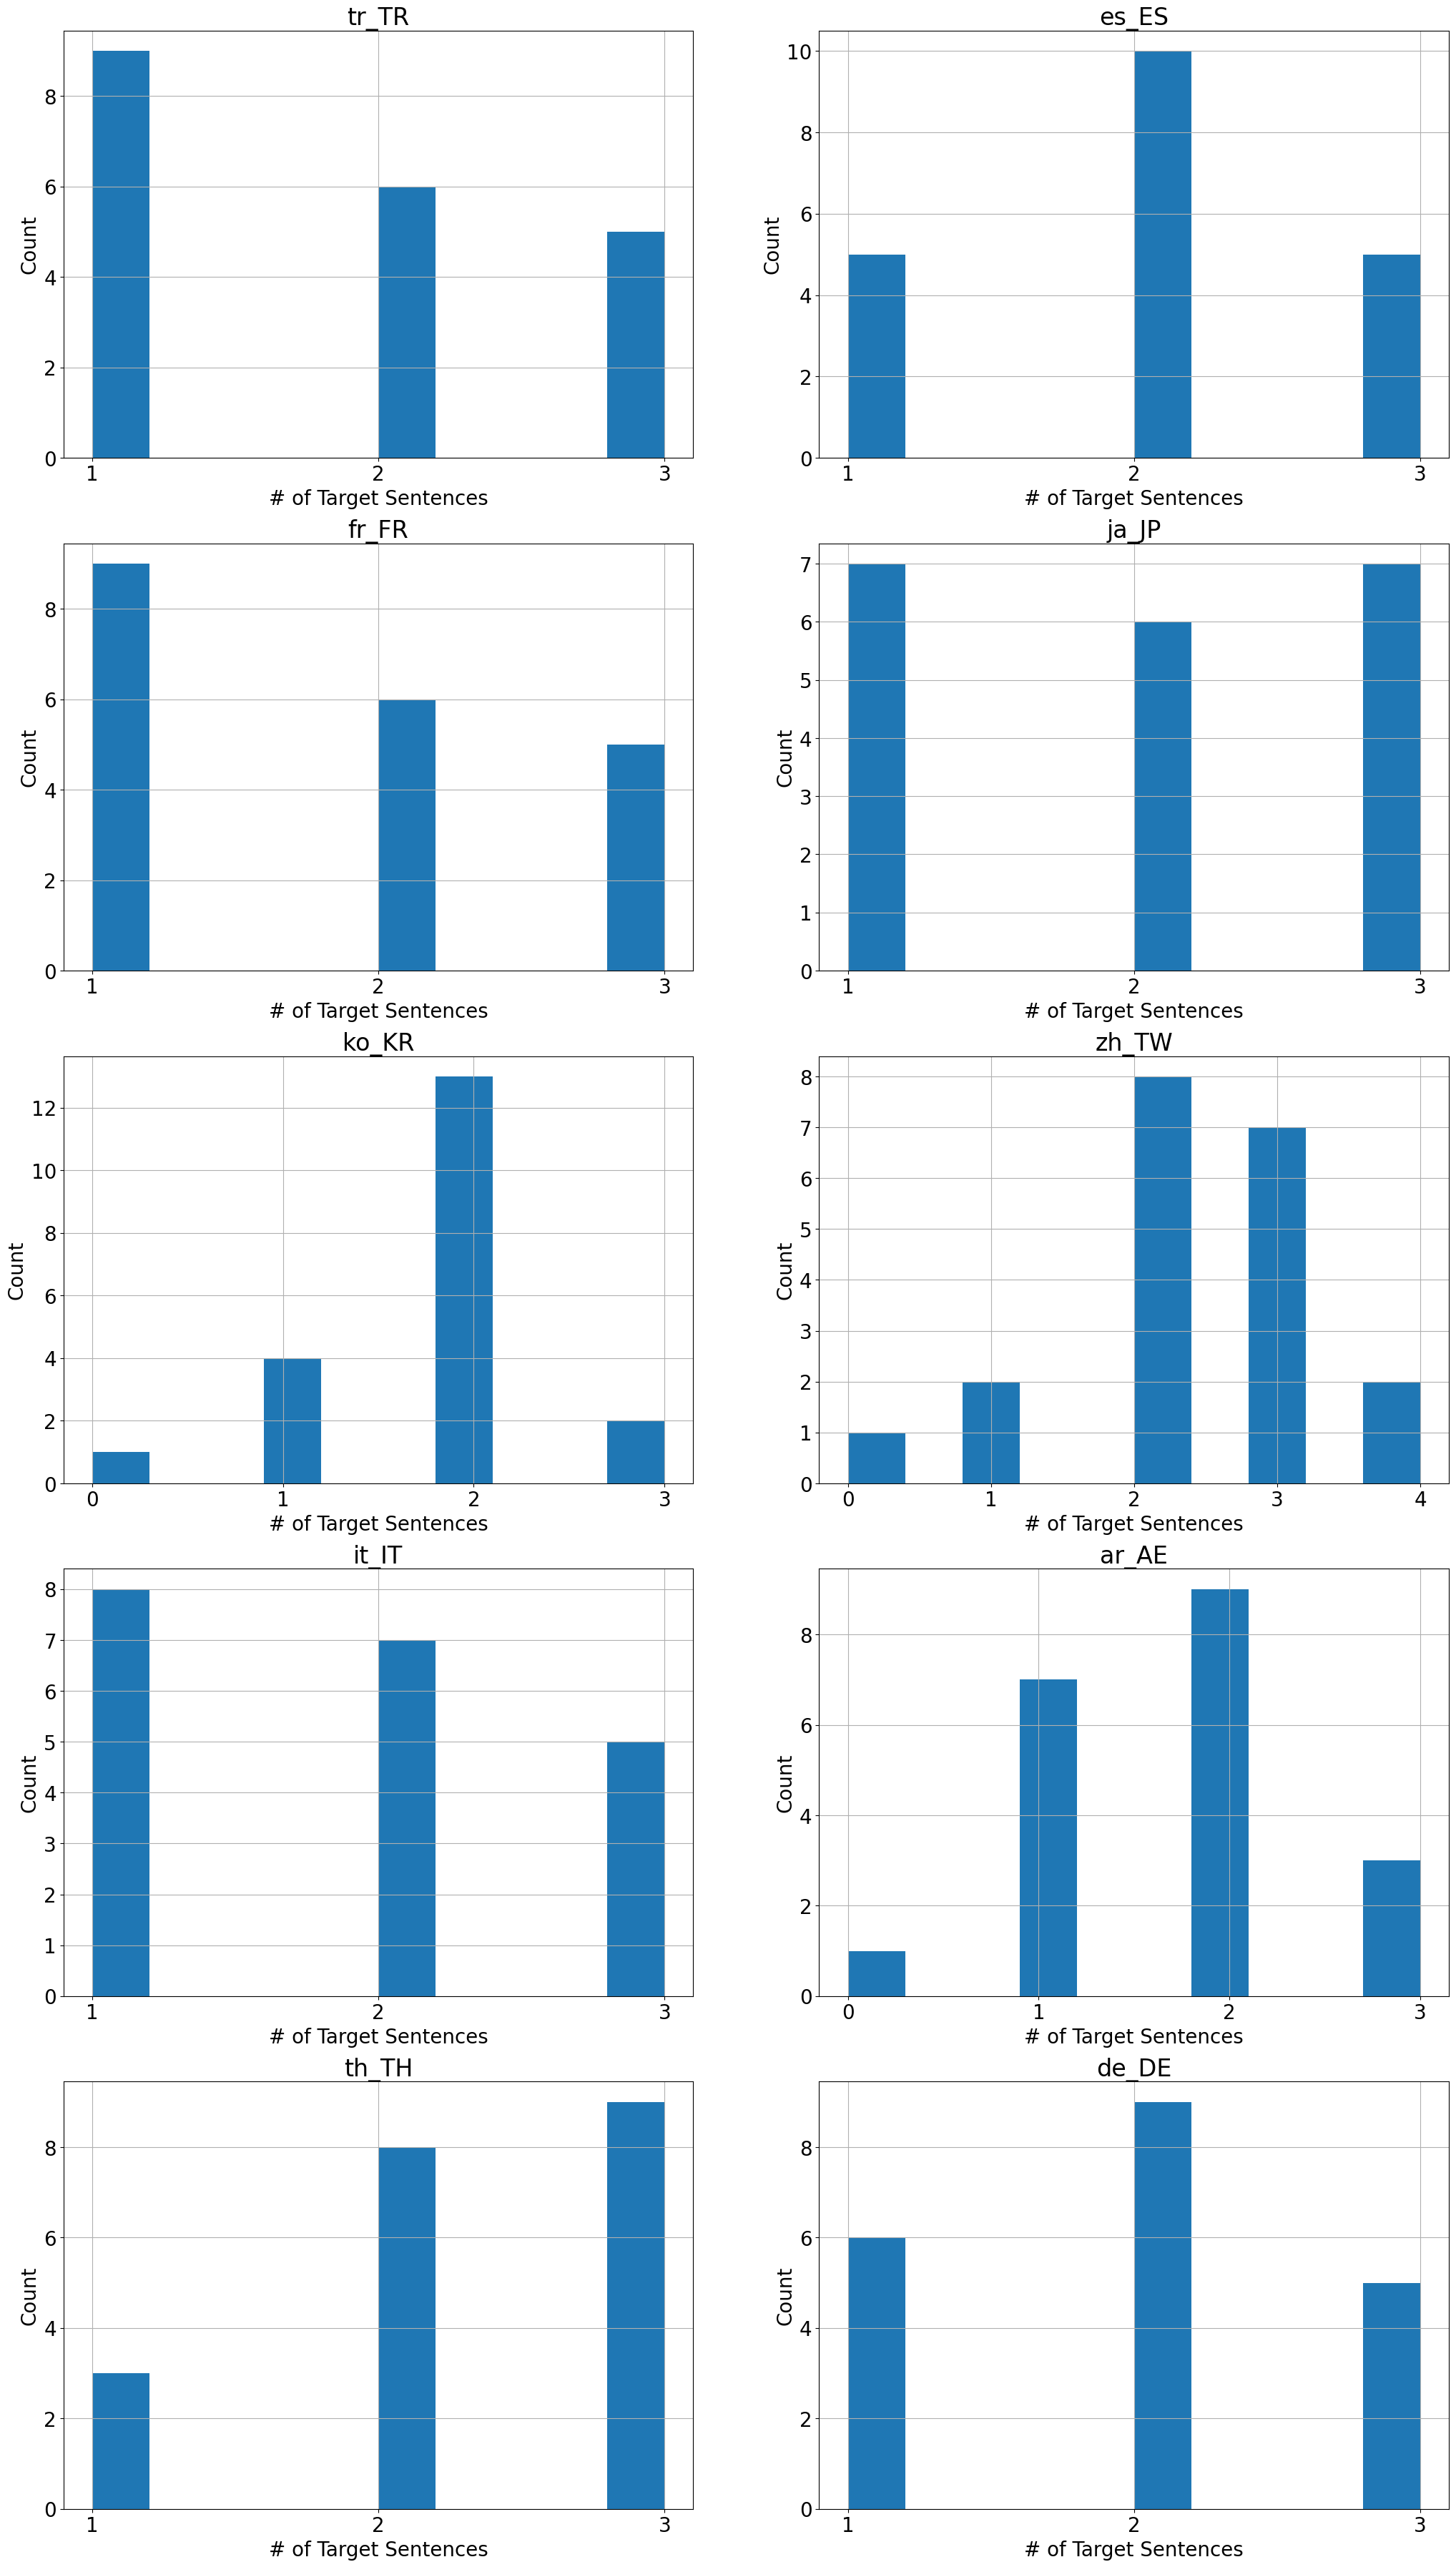 tr_TR
8
6
4
2
0
Count
1 2 3
# of Target Sentences
es_ES
10
8
6
4
2
0
Count
1 2 3
# of Target Sentences
fr_FR
8
6
4
2
0
Count
1 2 3
# of Target Sentences
ja_JP
7
6
5
4
3
2
1
0
Count
1 2 3
# of Target Sentences
ko_KR
12
10
8
6
4
2
0
Count
0 1 2 3
# of Target Sentences
zh_TW
8
7
6
5
4
3
2
1
0
Count
0 1 2 3 4
# of Target Sentences
it_IT
8
7
6
5
4
3
2
1
0
Count
1 2 3
# of Target Sentences
ar_AE
8
6
4
2
0
Count
0 1 2 3
# of Target Sentences
th_TH
8
6
4
2
0
Count
1 2 3
# of Target Sentences
de_DE
8
6
4
2
0
Count
1 2 3
# of Target Sentences